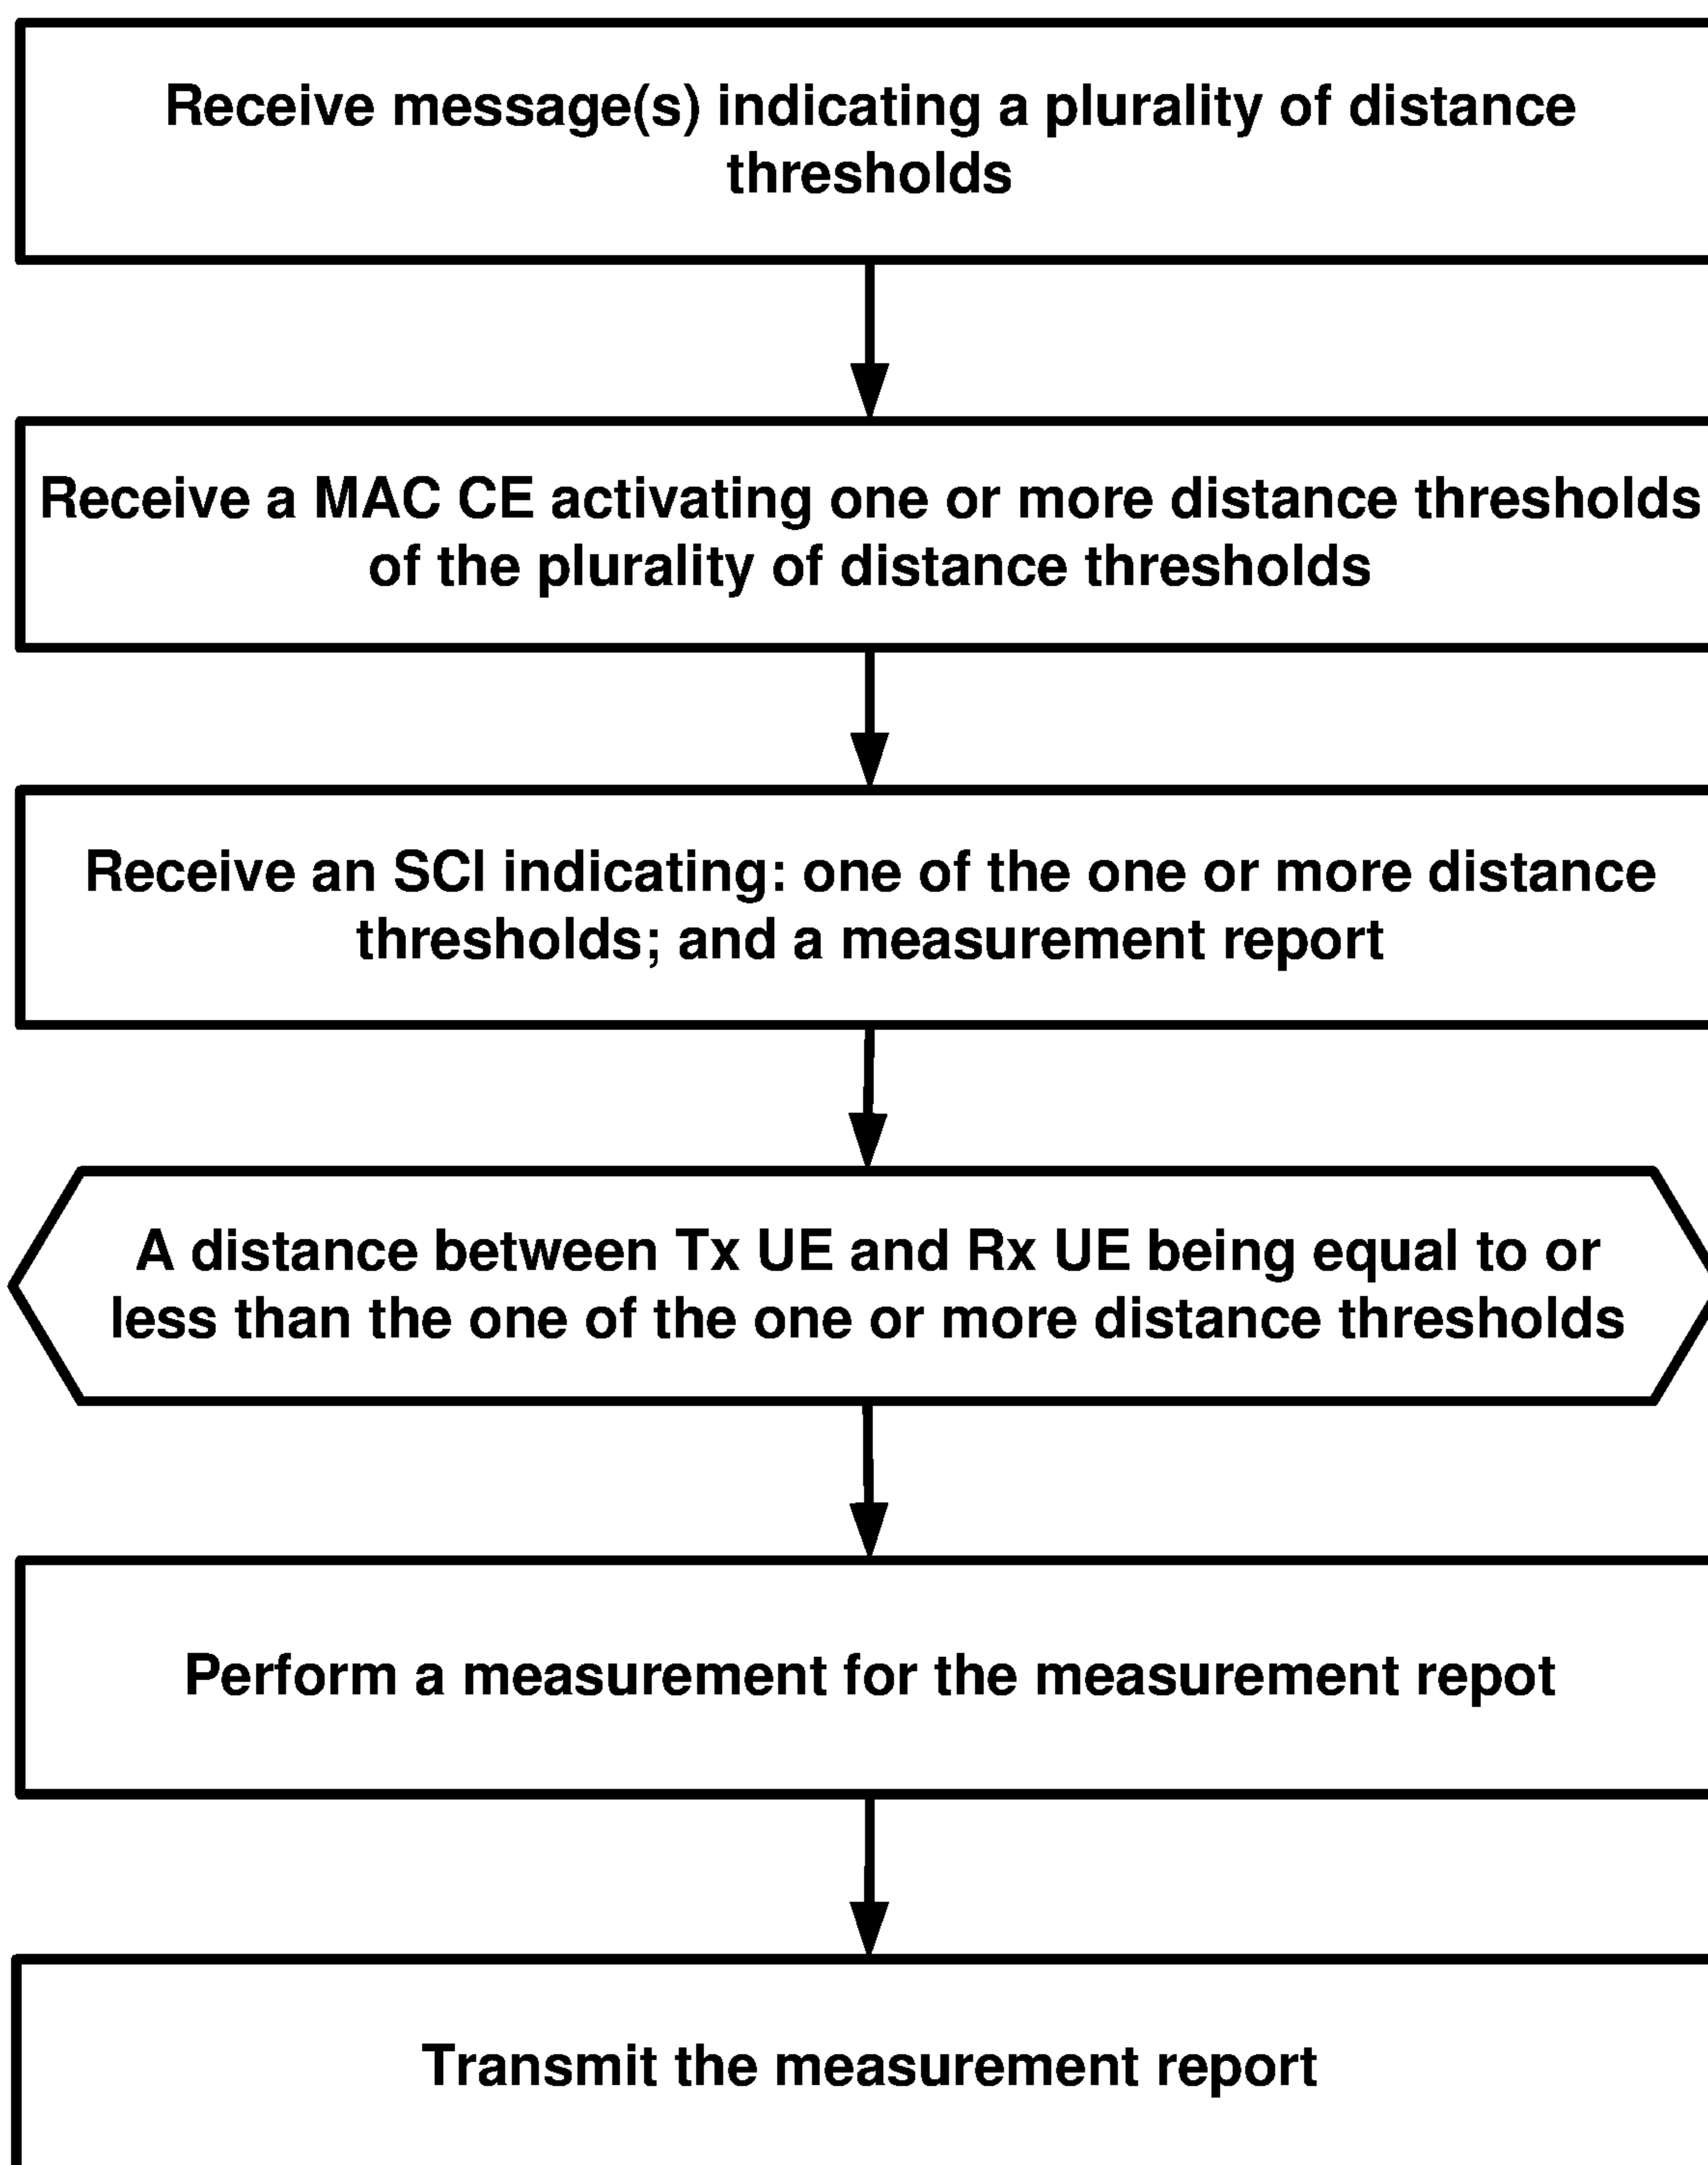 Receive message(s) indicating a plurality of distance
thresholds
Receive a MAC CE activating one or more distance thresholds
of the plurality of distance thresholds
Receive an SCI indicating: one of the one or more distance
thresholds; and a measurement report
A distance between Tx UE and Rx UE being equal to or
less than the one of the one or more distance thresholds
Perform a measurement for the measurement repot
Transmit the measurement report